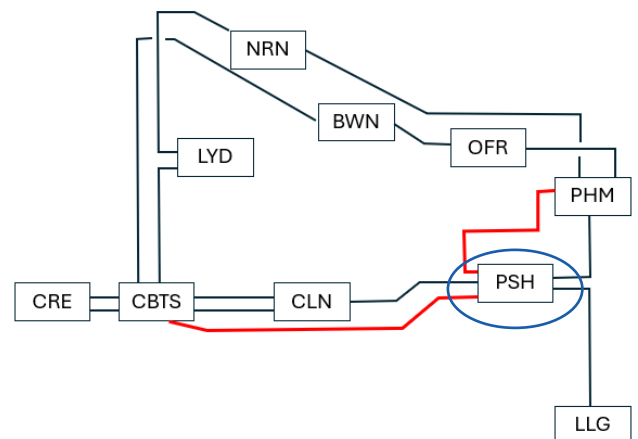 NRN
BWN
OFR
LYD
PHM
PSH
CRE
CBTS
CLN
LLG